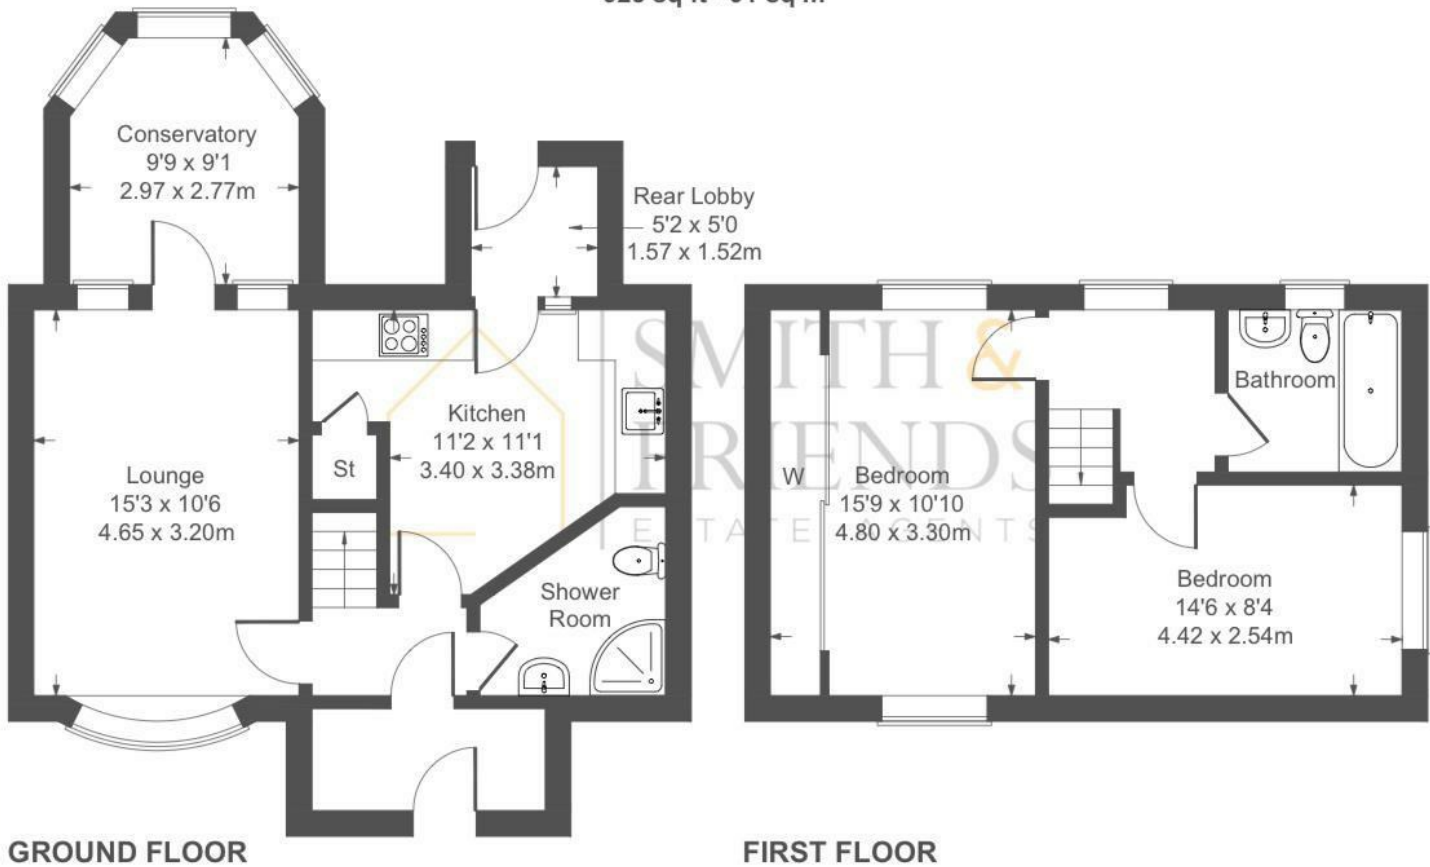 Conservatory
9'9 x 9'1
2.97 x 2.77m
Rear Lobby
5'2 x 5'0
1.57 x 1.52m
Kitchen
11'2 x 11'1
3.40 x 3.38m
St
Lounge
15'3 x 10'6
4.65 x 3.20m
Shower
Room
SMITH &
FRIENDS
ESTATE AGENTS
Bathroom
W
Bedroom
15'9 x 10'10
4.80 x 3.30m
Bedroom
14'6 x 8'4
4.42 x 2.54m
GROUND FLOOR
FIRST FLOOR